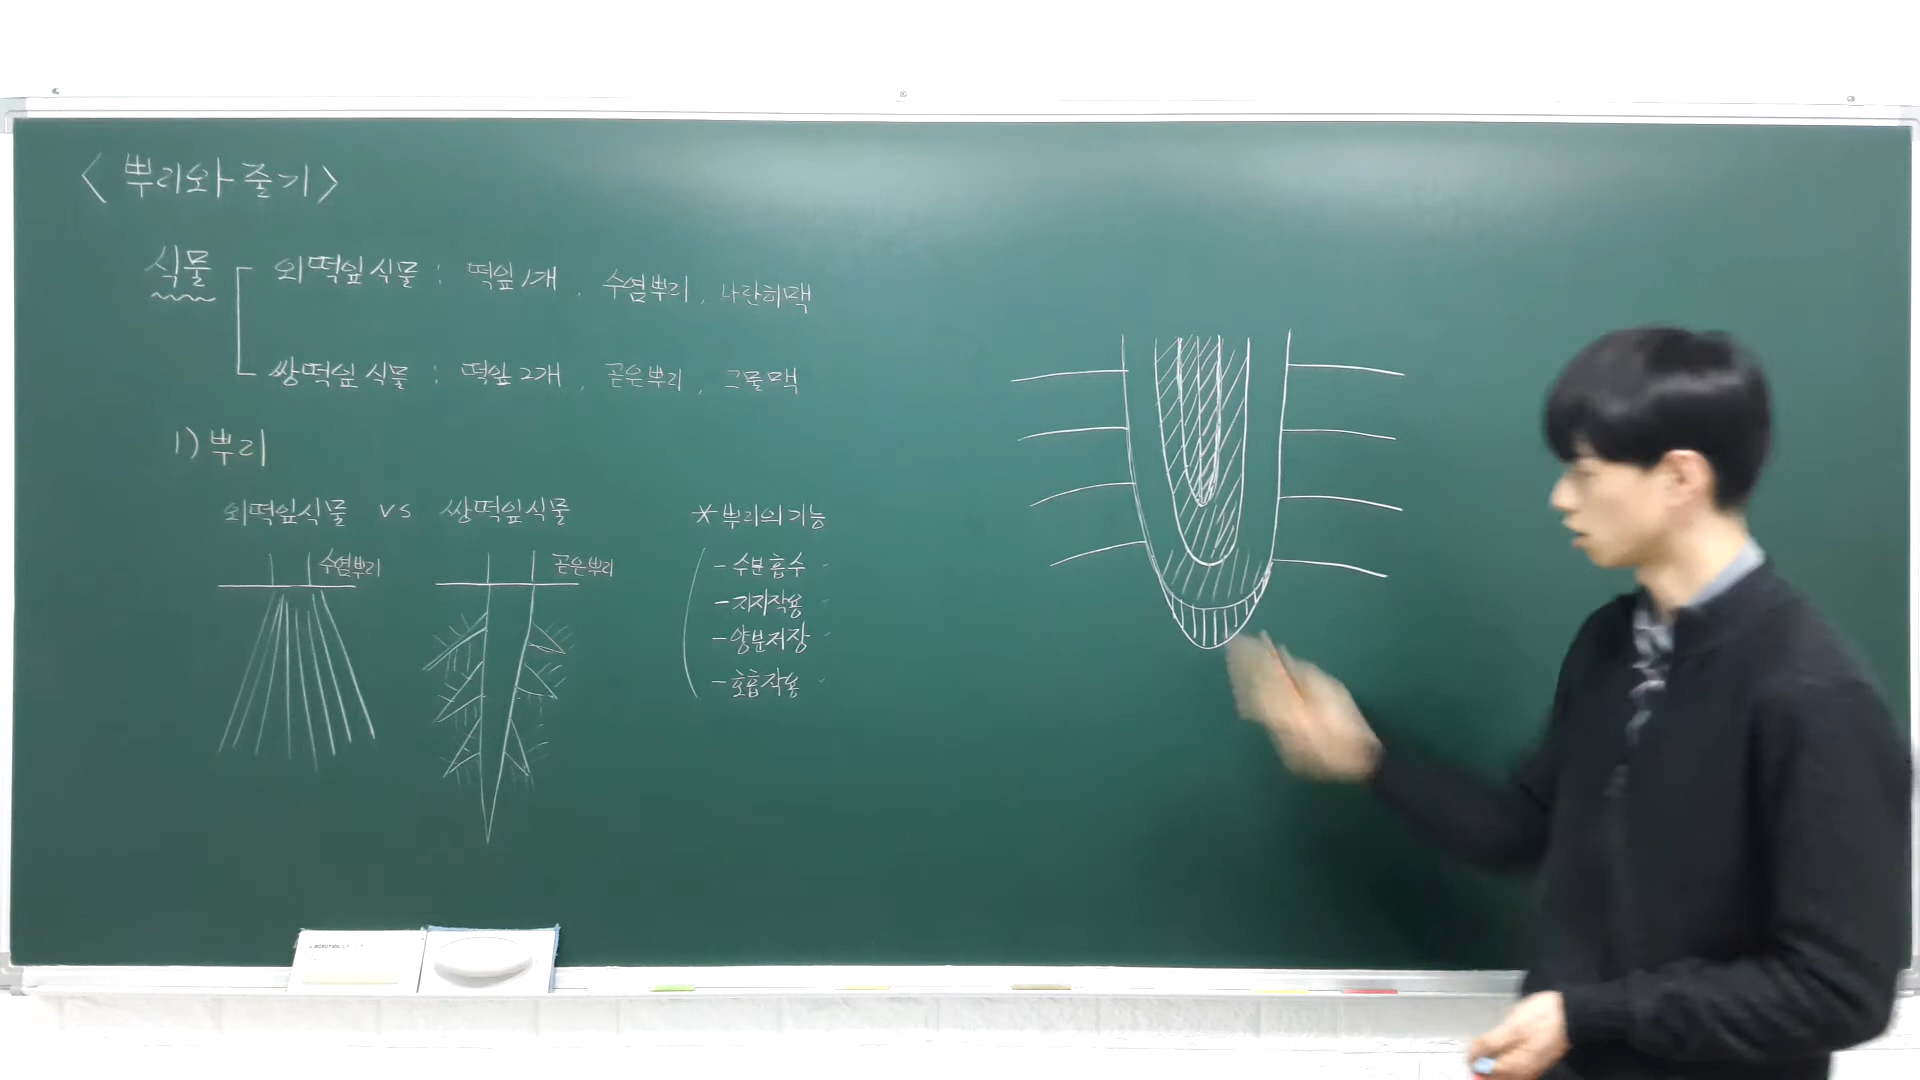 < 뿌리와 줄기 >
식물
외떡잎식물 : 떡잎 1개 , 수염뿌리 , 나란히맥
쌍떡잎식물 : 떡잎 2개 , 곧은뿌리 , 그물맥
1) 뿌리
외떡잎식물 vs 쌍떡잎식물
수염뿌리
곧은뿌리
* 뿌리의 기능
- 수분흡수
- 지지작용
- 양분저장
- 호흡작용